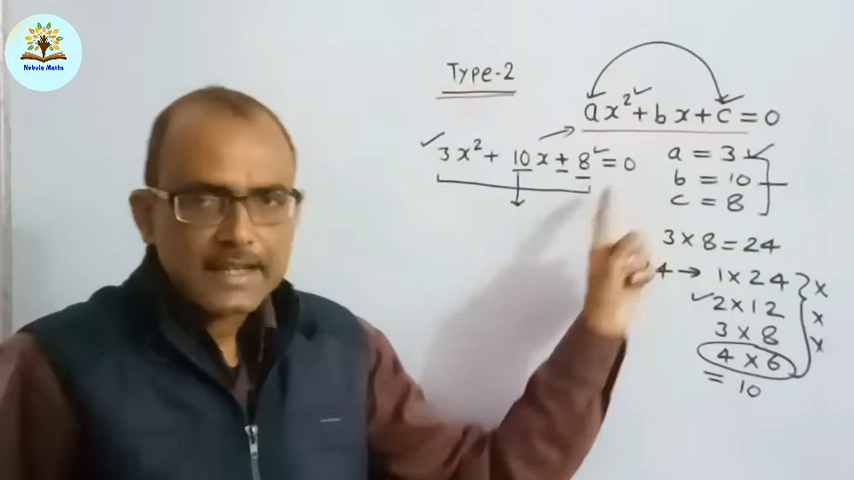 Nebula Maths
Type-2
ax² + bx + c = 0
3x² + 10x + 8 = 0
a = 3
b = 10
c = 8
3 × 8 = 24
4 → 1 × 24 x
2 × 12 x
3 × 8 x
4 × 6
= 10